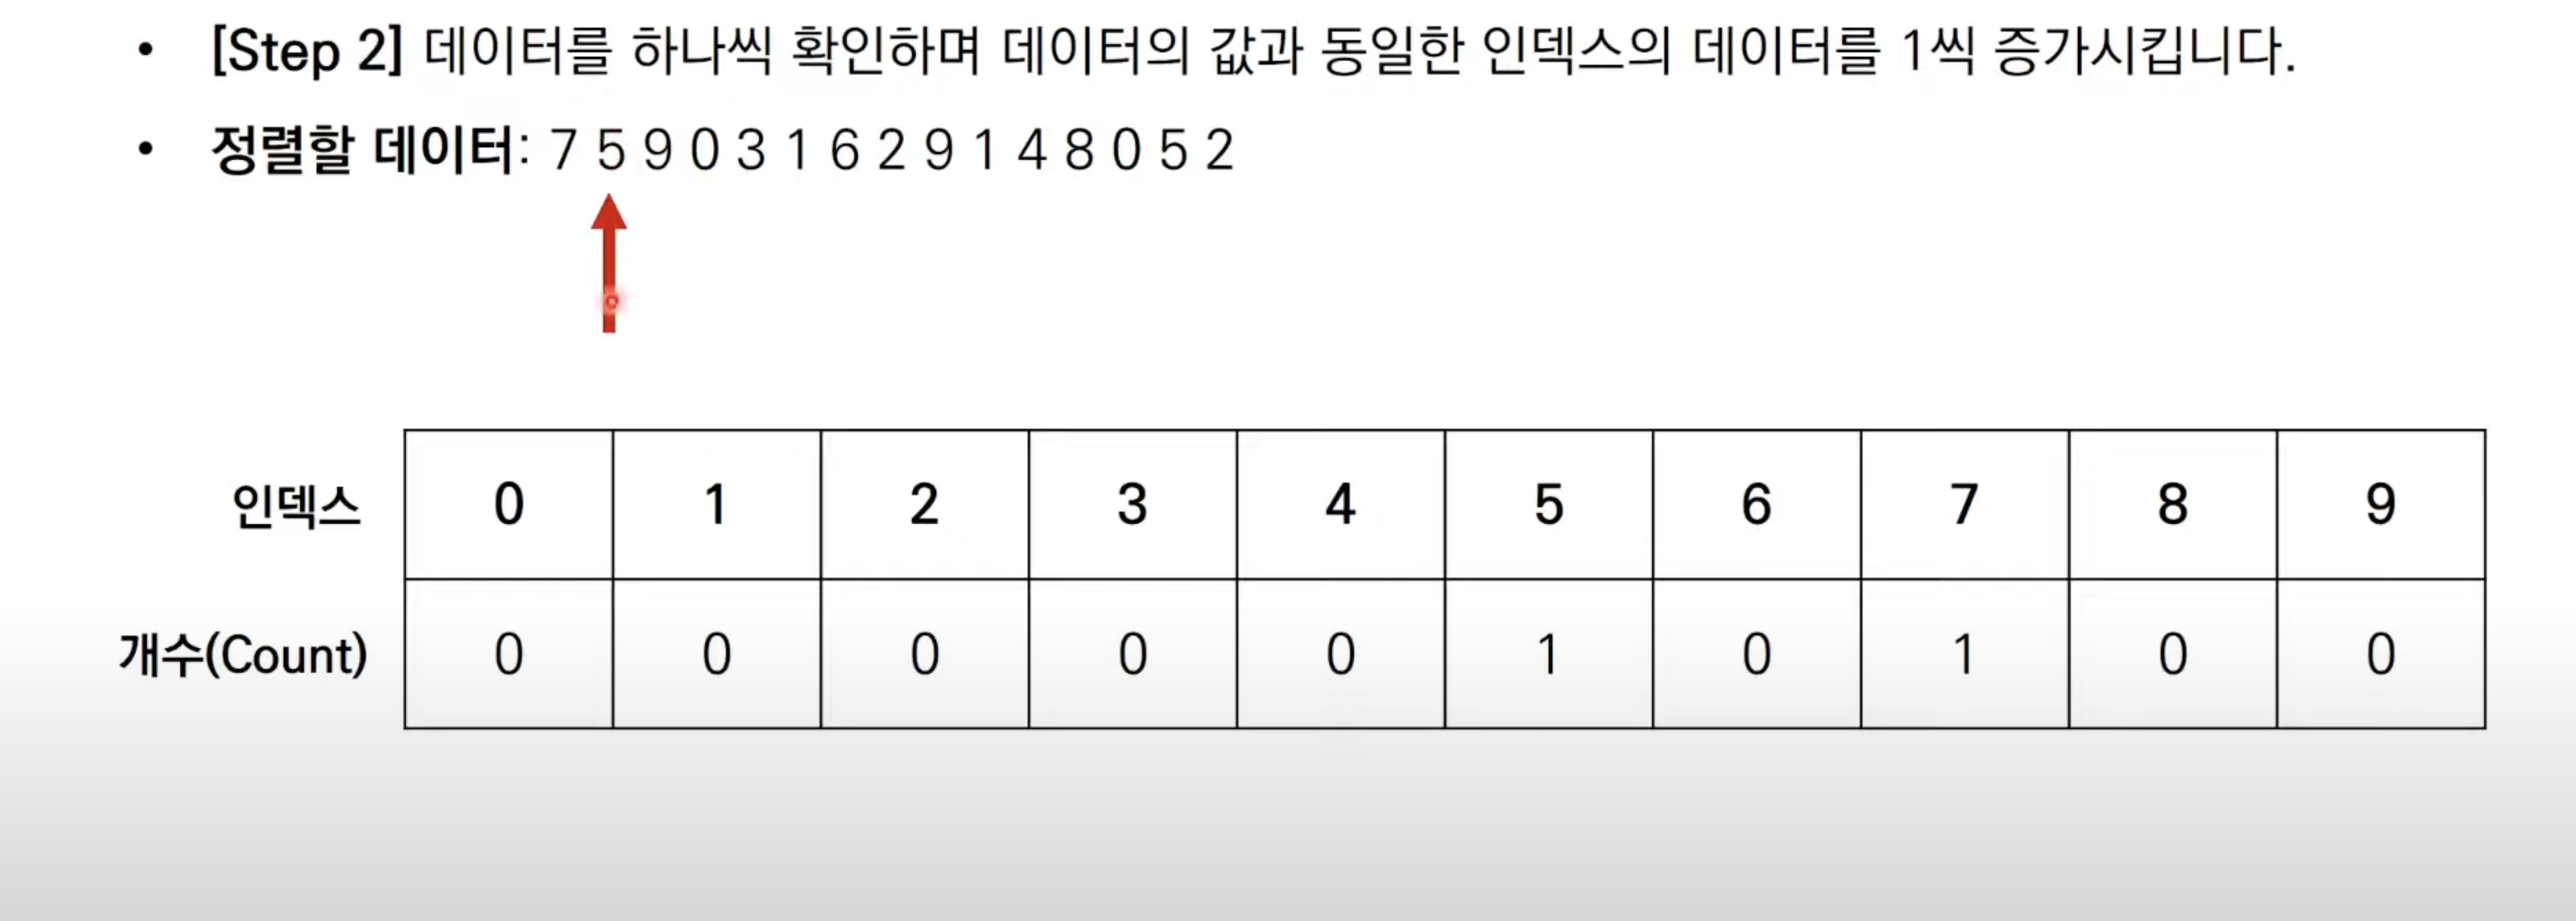 • [Step 2] 데이터를 하나씩 확인하며 데이터의 값과 동일한 인덱스의 데이터를 1씩 증가시킵니다.
• 정렬할 데이터: 7 5 9 0 3 1 6 2 9 1 4 8 0 5 2
인덱스 0 1 2 3 4 5 6 7 8 9
개수(Count) 0 0 0 0 0 1 0 1 0 0